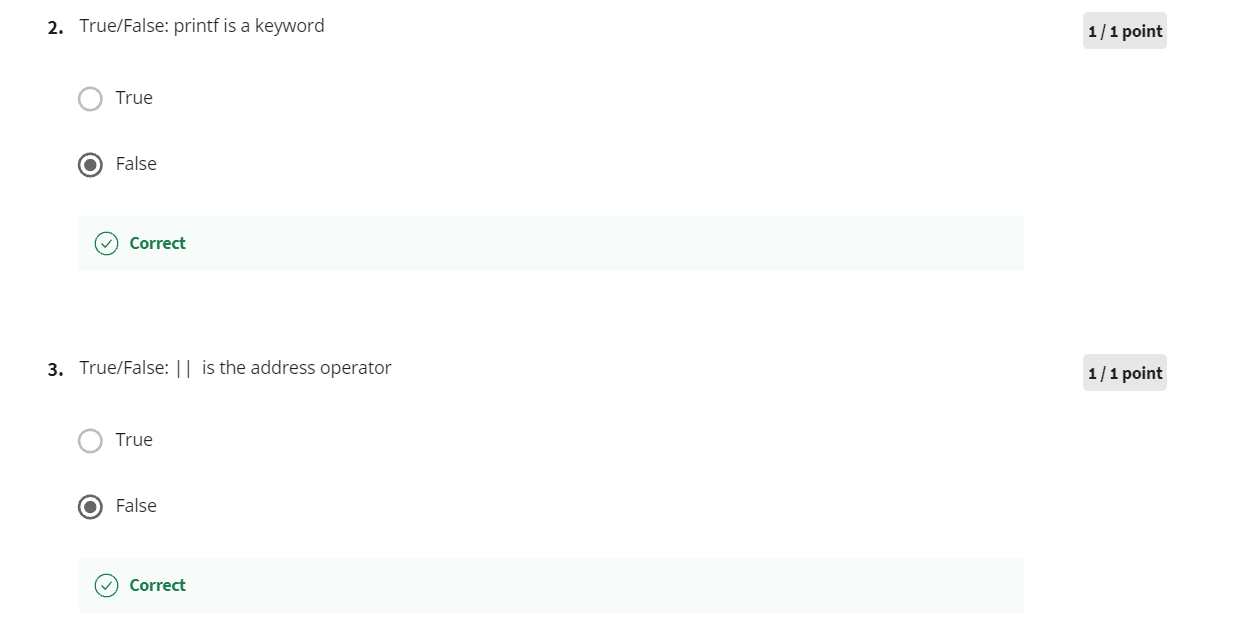 2. True/False: printf is a keyword
1 / 1 point
True
False
Correct
3. True/False: || is the address operator
1 / 1 point
True
False
Correct